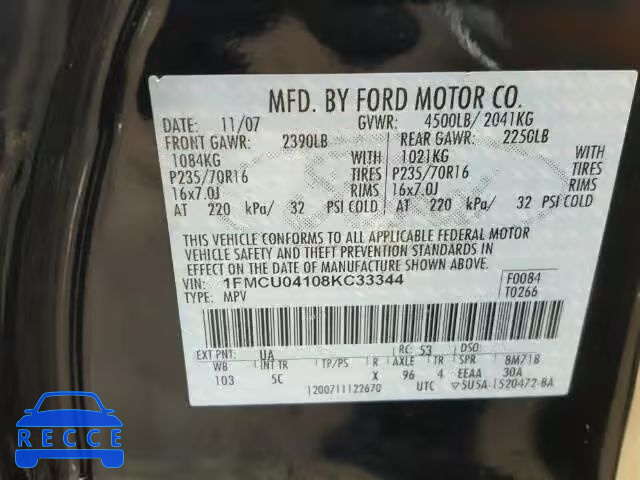 MFD. BY FORD MOTOR CO.
DATE: 11/07 GVWR: 4500LB/2041KG
FRONT GAWR: 2390LB REAR GAWR: 2250LB
1084KG WITH 1021KG WITH
P235/70R16 TIRES P235/70R16 TIRES
16x7.0J RIMS 16x7.0J RIMS
AT 220 kPa/ 32 PSI COLD AT 220 kPa/ 32 PSI COLD
THIS VEHICLE CONFORMS TO ALL APPLICABLE FEDERAL MOTOR
VEHICLE SAFETY AND THEFT PREVENTION STANDARDS IN
EFFECT ON THE DATE OF MANUFACTURE SHOWN ABOVE.
VIN: 1FMCU04108KC33344 F0084
TYPE: MPV T0266
EXT PNT: UA RC: 53 DSO:
WB INT TR TP/PS R AXLE TR SPR 8M71B
103 5C X 96 4 EEAA 30A
1200711122670 UTC ▽5U5A-1520472-BA
RECCE